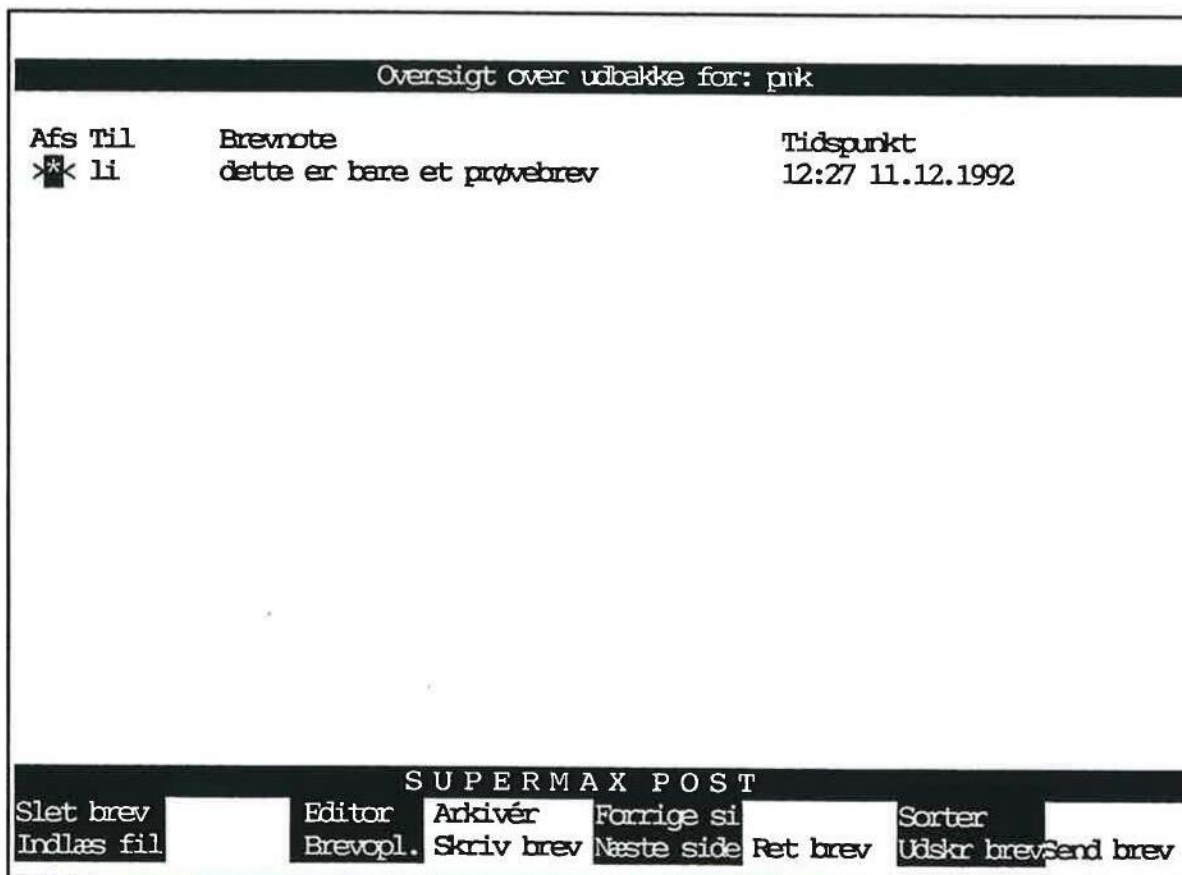 Oversigt over udbakke for:
Afs Til Brevnote Tidspunkt
>*< li dette er bare et prøvebrev 12:27 11.12.1992
SUPERMAX POST
Slet brev Editor Arkivér Forrige si Sorter
Indlæs fil Brevopl. Skriv brev Næste side Ret brev Udskr brev Send brev